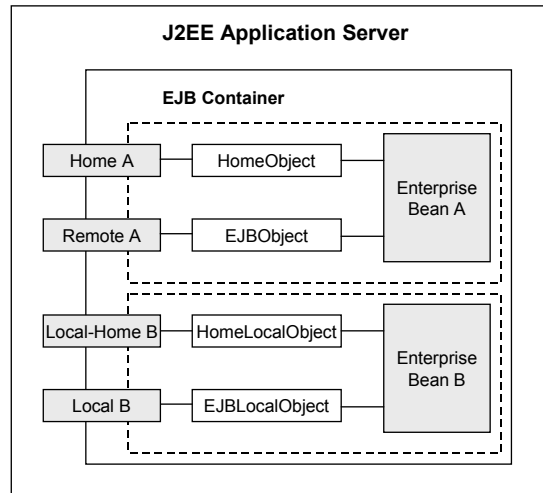 J2EE Application Server
EJB Container
Home A
HomeObject
Enterprise
Bean A
Remote A
EJBObject
Local-Home B
HomeLocalObject
Enterprise
Bean B
Local B
EJBLocalObject